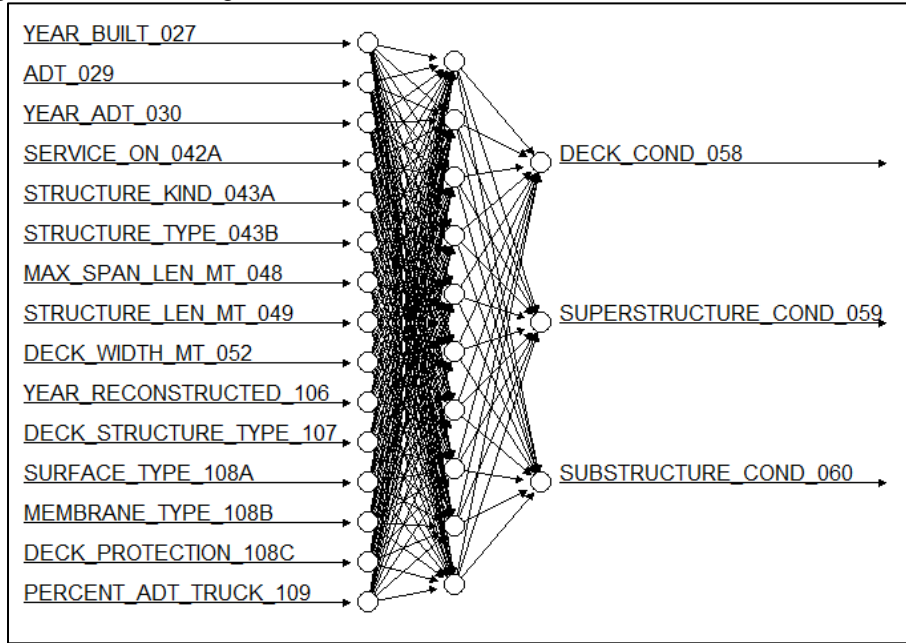 YEAR_BUILT_027
ADT_029
YEAR_ADT_030
SERVICE_ON_042A
STRUCTURE_KIND_043A
STRUCTURE_TYPE_043B
MAX_SPAN_LEN_MT_048
STRUCTURE_LEN_MT_049
DECK_WIDTH_MT_052
YEAR_RECONSTRUCTED_106
DECK_STRUCTURE_TYPE_107
SURFACE_TYPE_108A
MEMBRANE_TYPE_108B
DECK_PROTECTION_108C
PERCENT_ADT_TRUCK_109
DECK_COND_058
SUPERSTRUCTURE_COND_059
SUBSTRUCTURE_COND_060